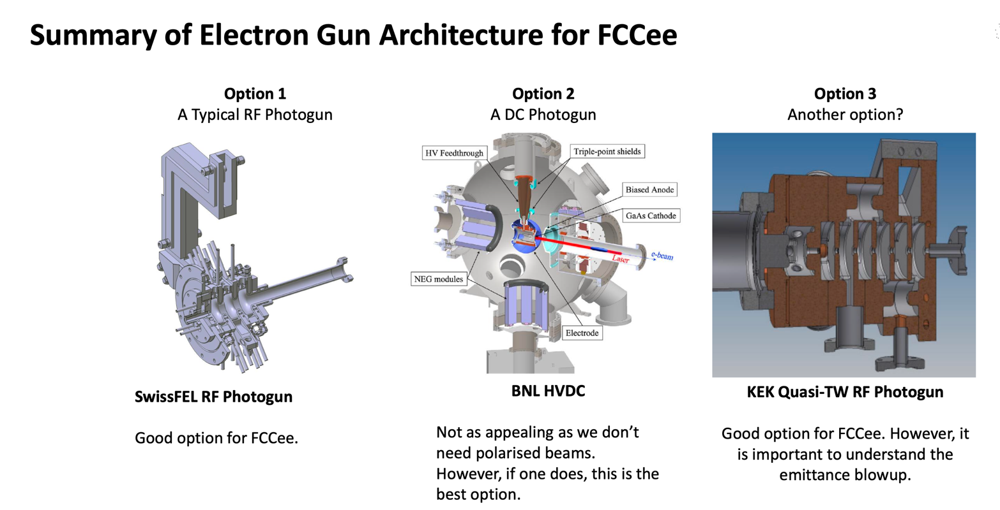 Summary of Electron Gun Architecture for FCCee
Option 1
A Typical RF Photogun
SwissFEL RF Photogun
Good option for FCCee.
Option 2
A DC Photogun
HV Feedthrough
Triple-point shields
Biased Anode
GaAs Cathode
Laser
e-beam
NEG modules
Electrode
BNL HVDC
Not as appealing as we don’t
need polarised beams.
However, if one does, this is the
best option.
Option 3
Another option?
KEK Quasi-TW RF Photogun
Good option for FCCee. However, it
is important to understand the
emittance blowup.